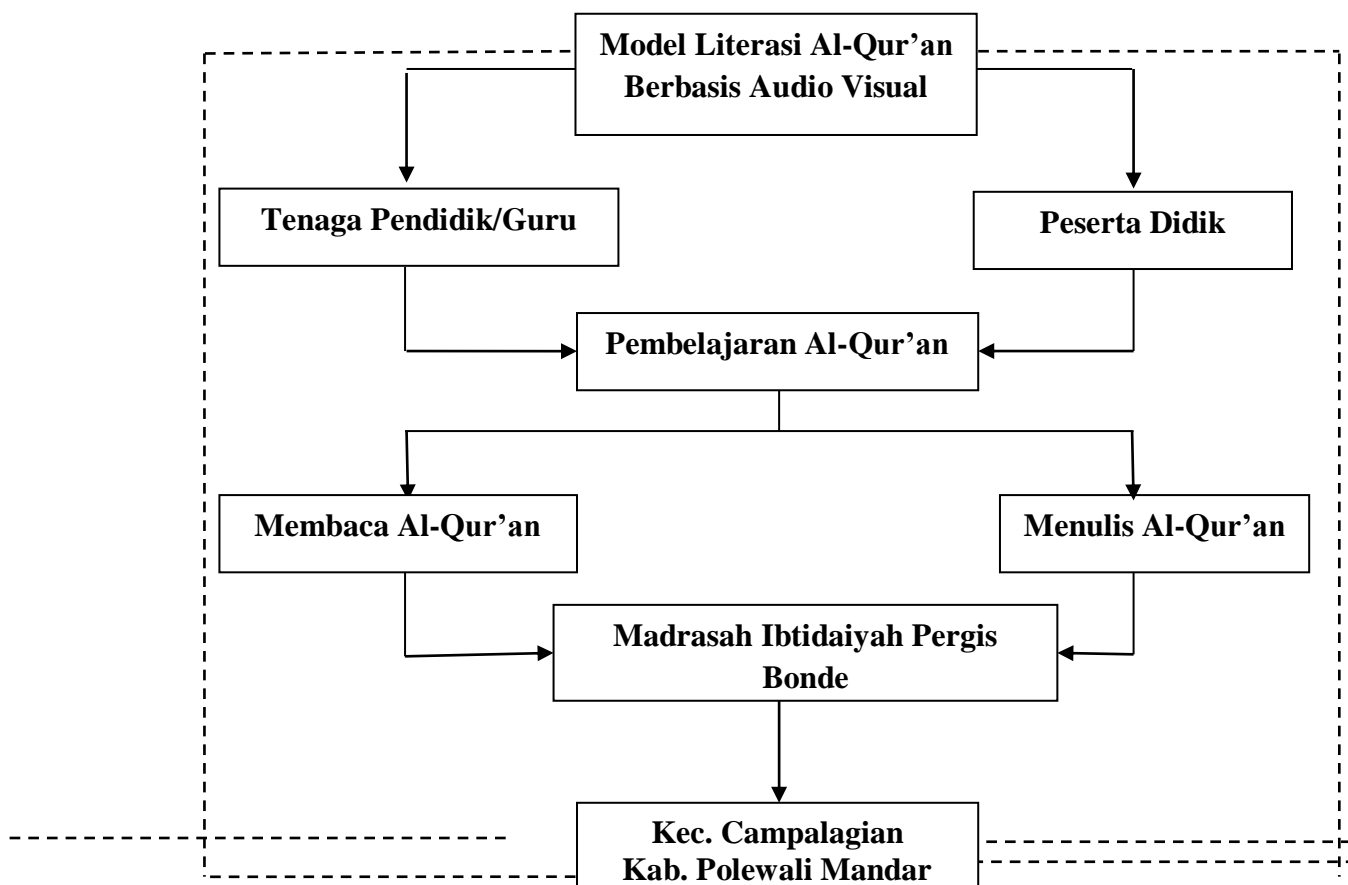 Model Literasi Al-Qur’an
Berbasis Audio Visual
Tenaga Pendidik/Guru
Peserta Didik
Pembelajaran Al-Qur’an
Membaca Al-Qur’an
Menulis Al-Qur’an
Madrasah Ibtidaiyah Pergis
Bonde
Kec. Campalagian
Kab. Polewali Mandar